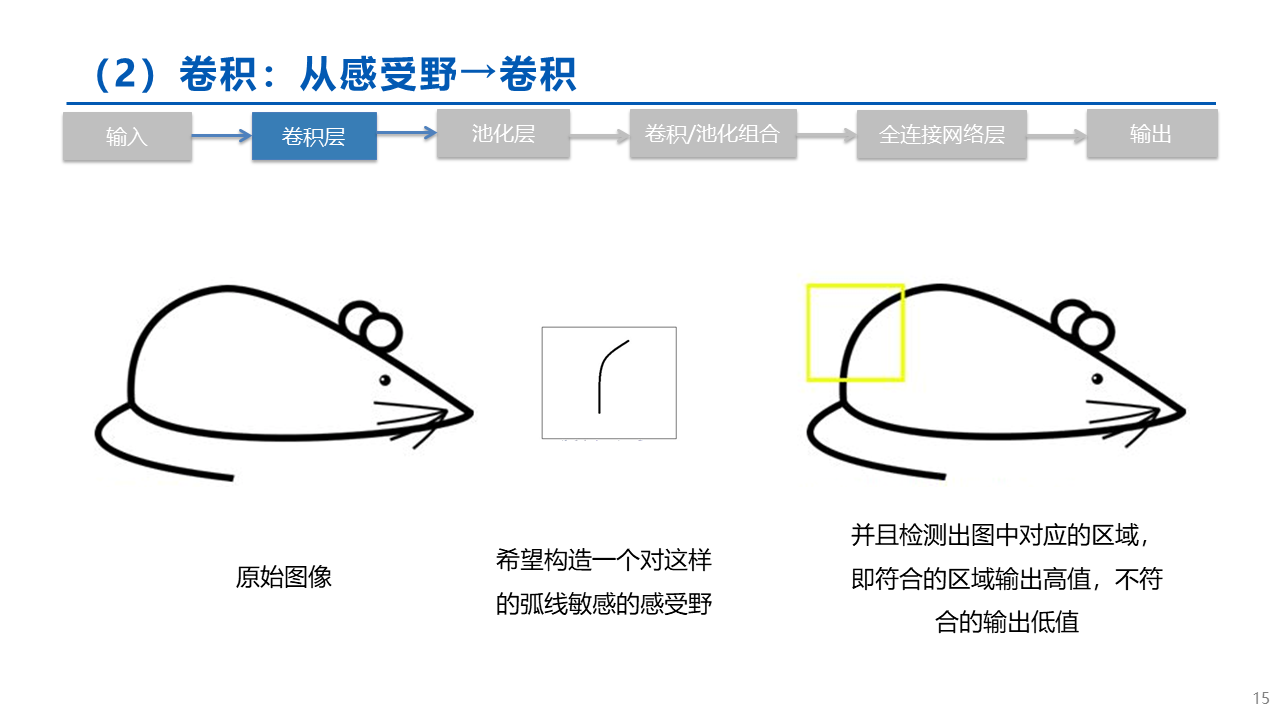 （2）卷积：从感受野→卷积
输入
卷积层
池化层
卷积/池化组合
全连接网络层
输出
原始图像
希望构造一个对这样
的弧线敏感的感受野
并且检测出图中对应的区域，
即符合的区域输出高值，不符
合的输出低值
15